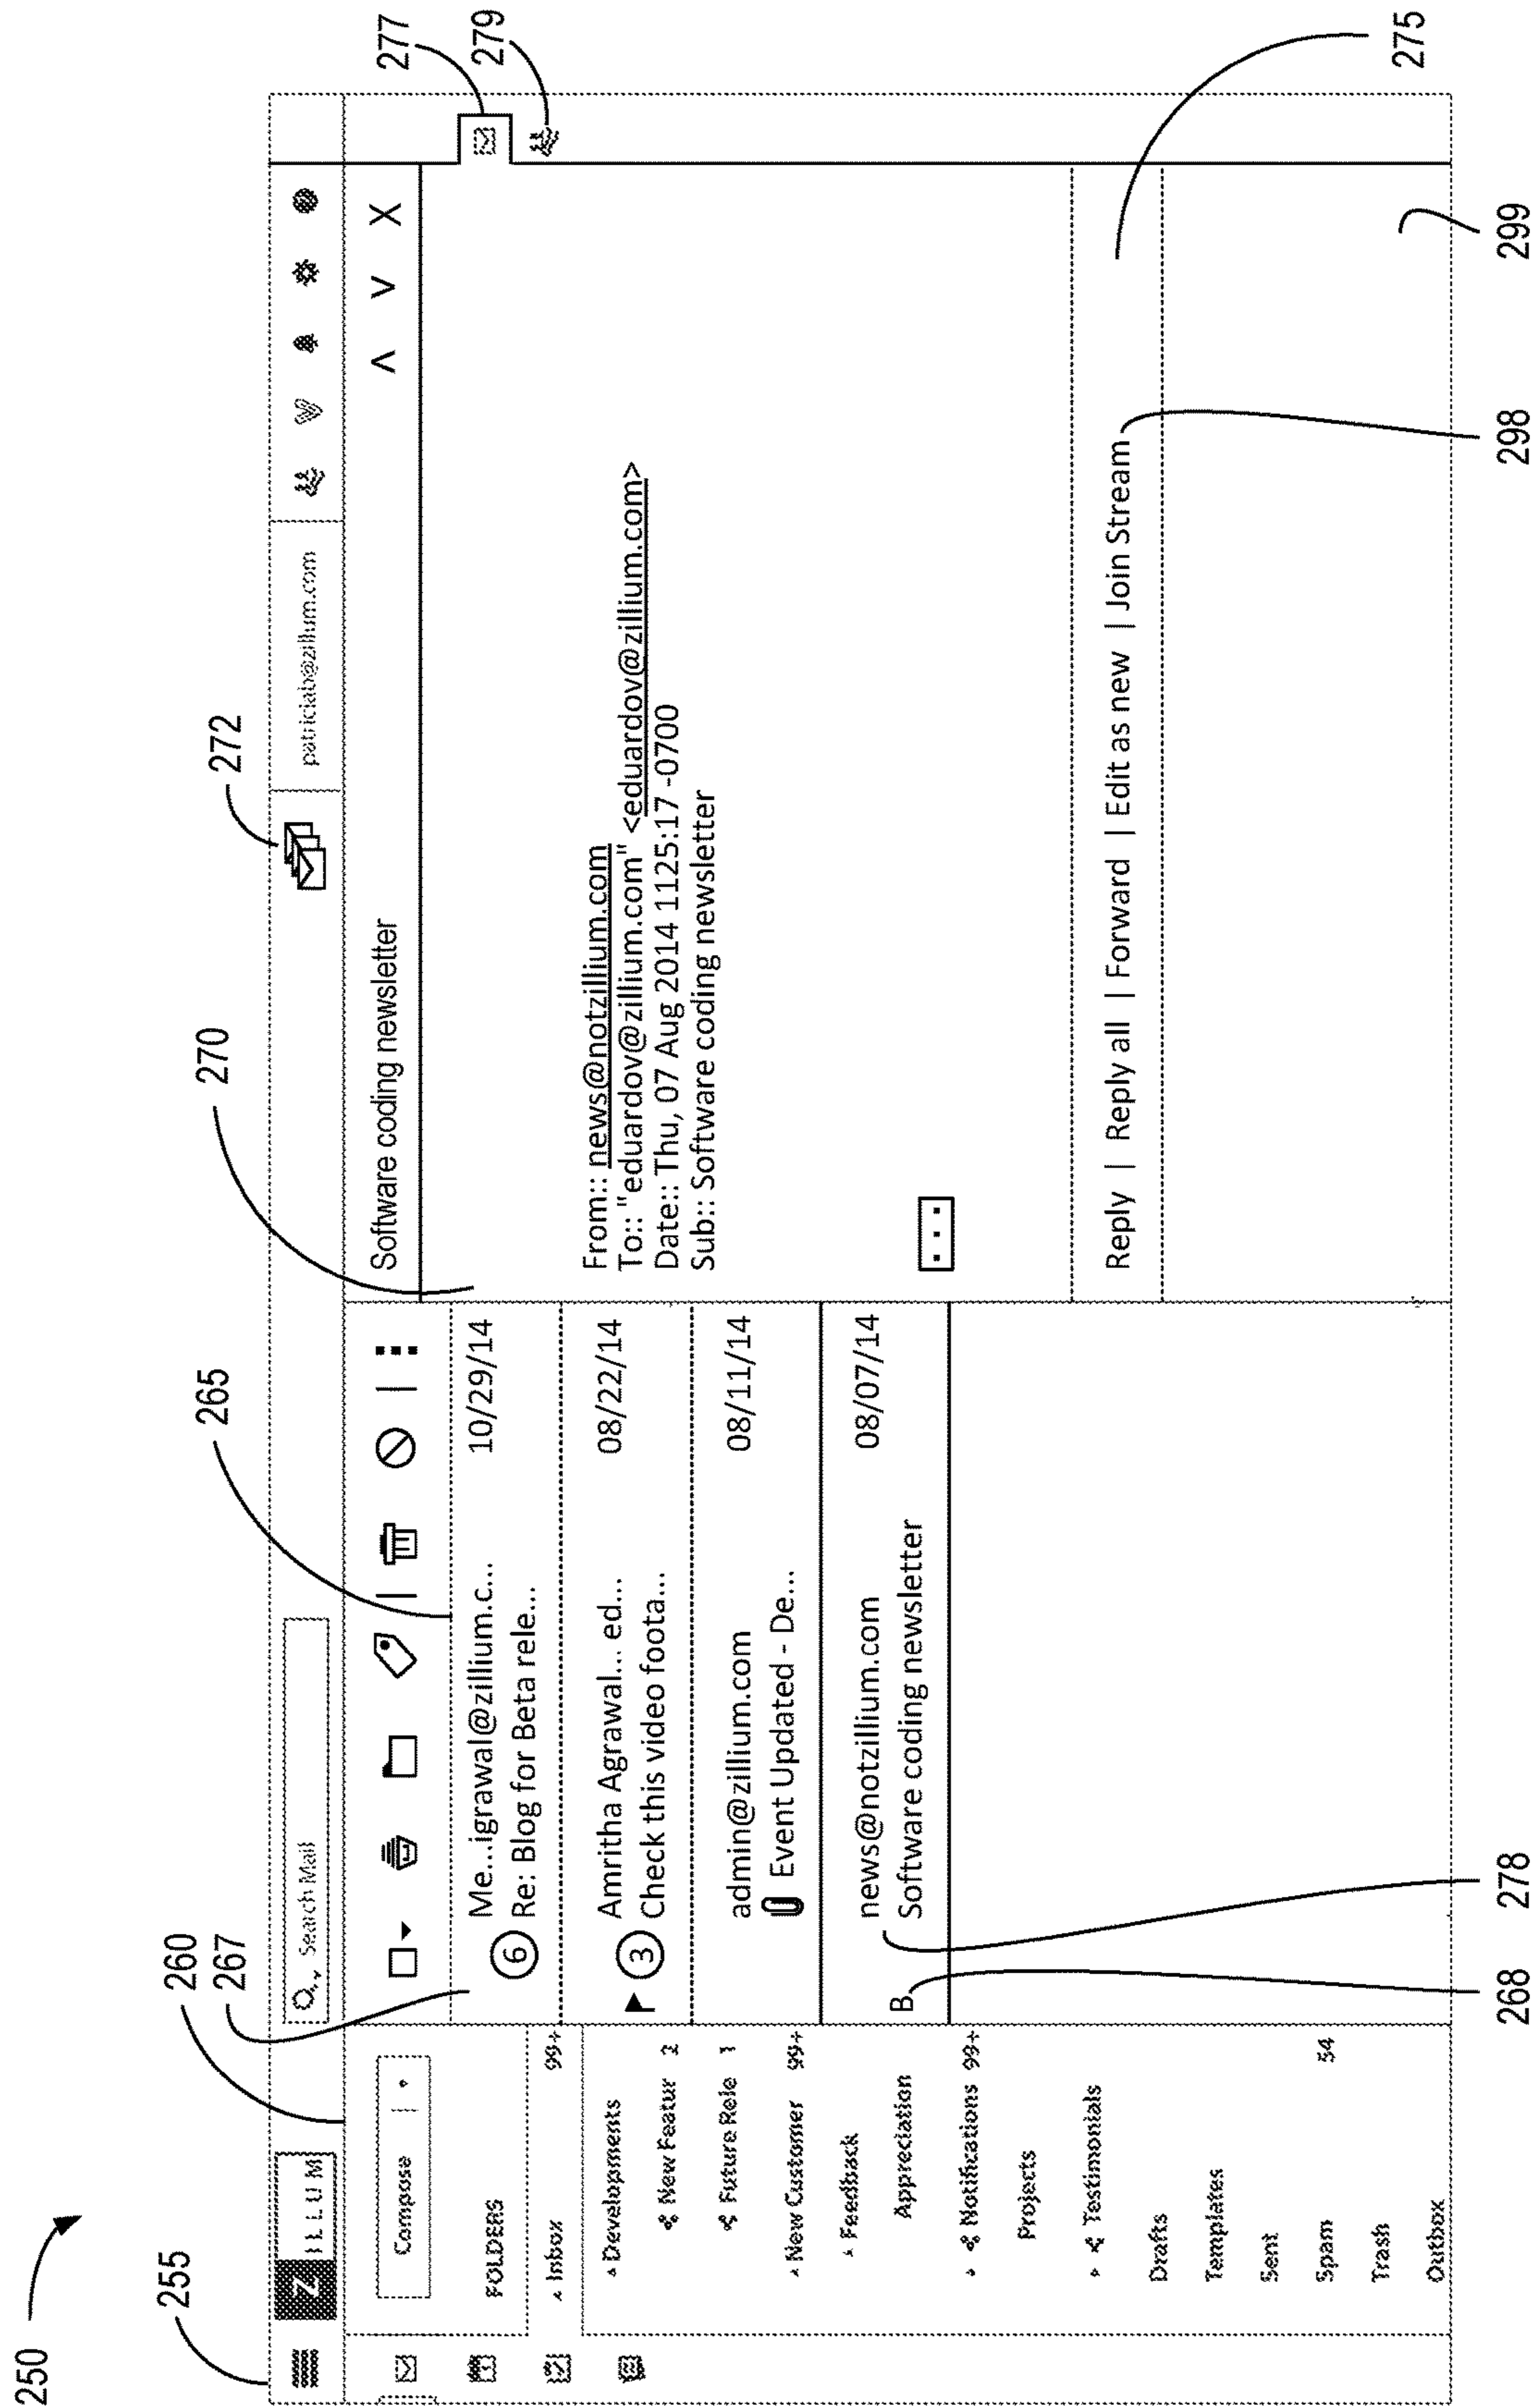 250
255
260
267
265
270
272
277
279
Z I L L U M
Search Mail
patriciab@zillum.com
Compose
FOLDERS
Inbox 99+
Developments
New Featur 2
Future Rele 1
New Customer 99+
Feedback
Appreciation
Notifications 99+
Projects
Testimonials
Drafts
Templates
Sent
Spam 54
Trash
Outbox
Me...igrawal@zillium.c... 10/29/14
6 Re: Blog for Beta rele...
Amritha Agrawal... ed... 08/22/14
3 Check this video foota...
admin@zillium.com 08/11/14
Event Updated - De...
news@notzillium.com 08/07/14
B Software coding newsletter
Software coding newsletter
Λ V X
From:: news@notzillium.com
To:: "eduardov@zillium.com" <eduardov@zillium.com>
Date:: Thu, 07 Aug 2014 1125:17 -0700
Sub:: Software coding newsletter
...
Reply | Reply all | Forward | Edit as new | Join Stream
268
278
298
299
275